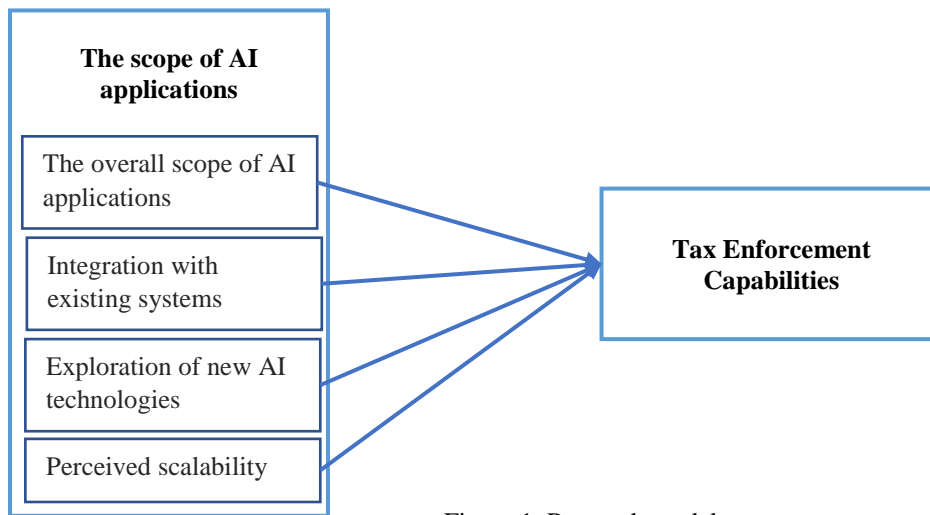 The scope of AI
applications
The overall scope of AI
applications
Integration with
existing systems
Exploration of new AI
technologies
Perceived scalability
Tax Enforcement
Capabilities